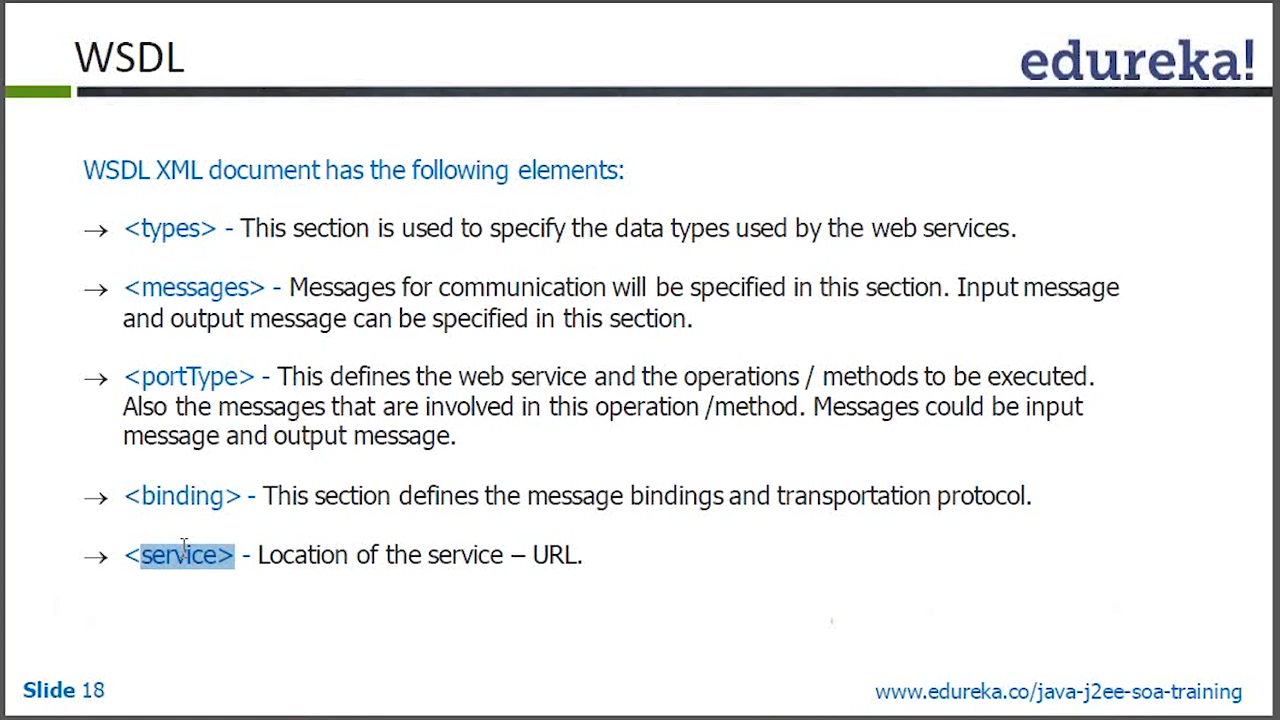 WSDL
edureka!
WSDL XML document has the following elements:
→ <types> - This section is used to specify the data types used by the web services.
→ <messages> - Messages for communication will be specified in this section. Input message
and output message can be specified in this section.
→ <portType> - This defines the web service and the operations / methods to be executed.
Also the messages that are involved in this operation /method. Messages could be input
message and output message.
→ <binding> - This section defines the message bindings and transportation protocol.
→ <service> - Location of the service – URL.
Slide 18
www.edureka.co/java-j2ee-soa-training